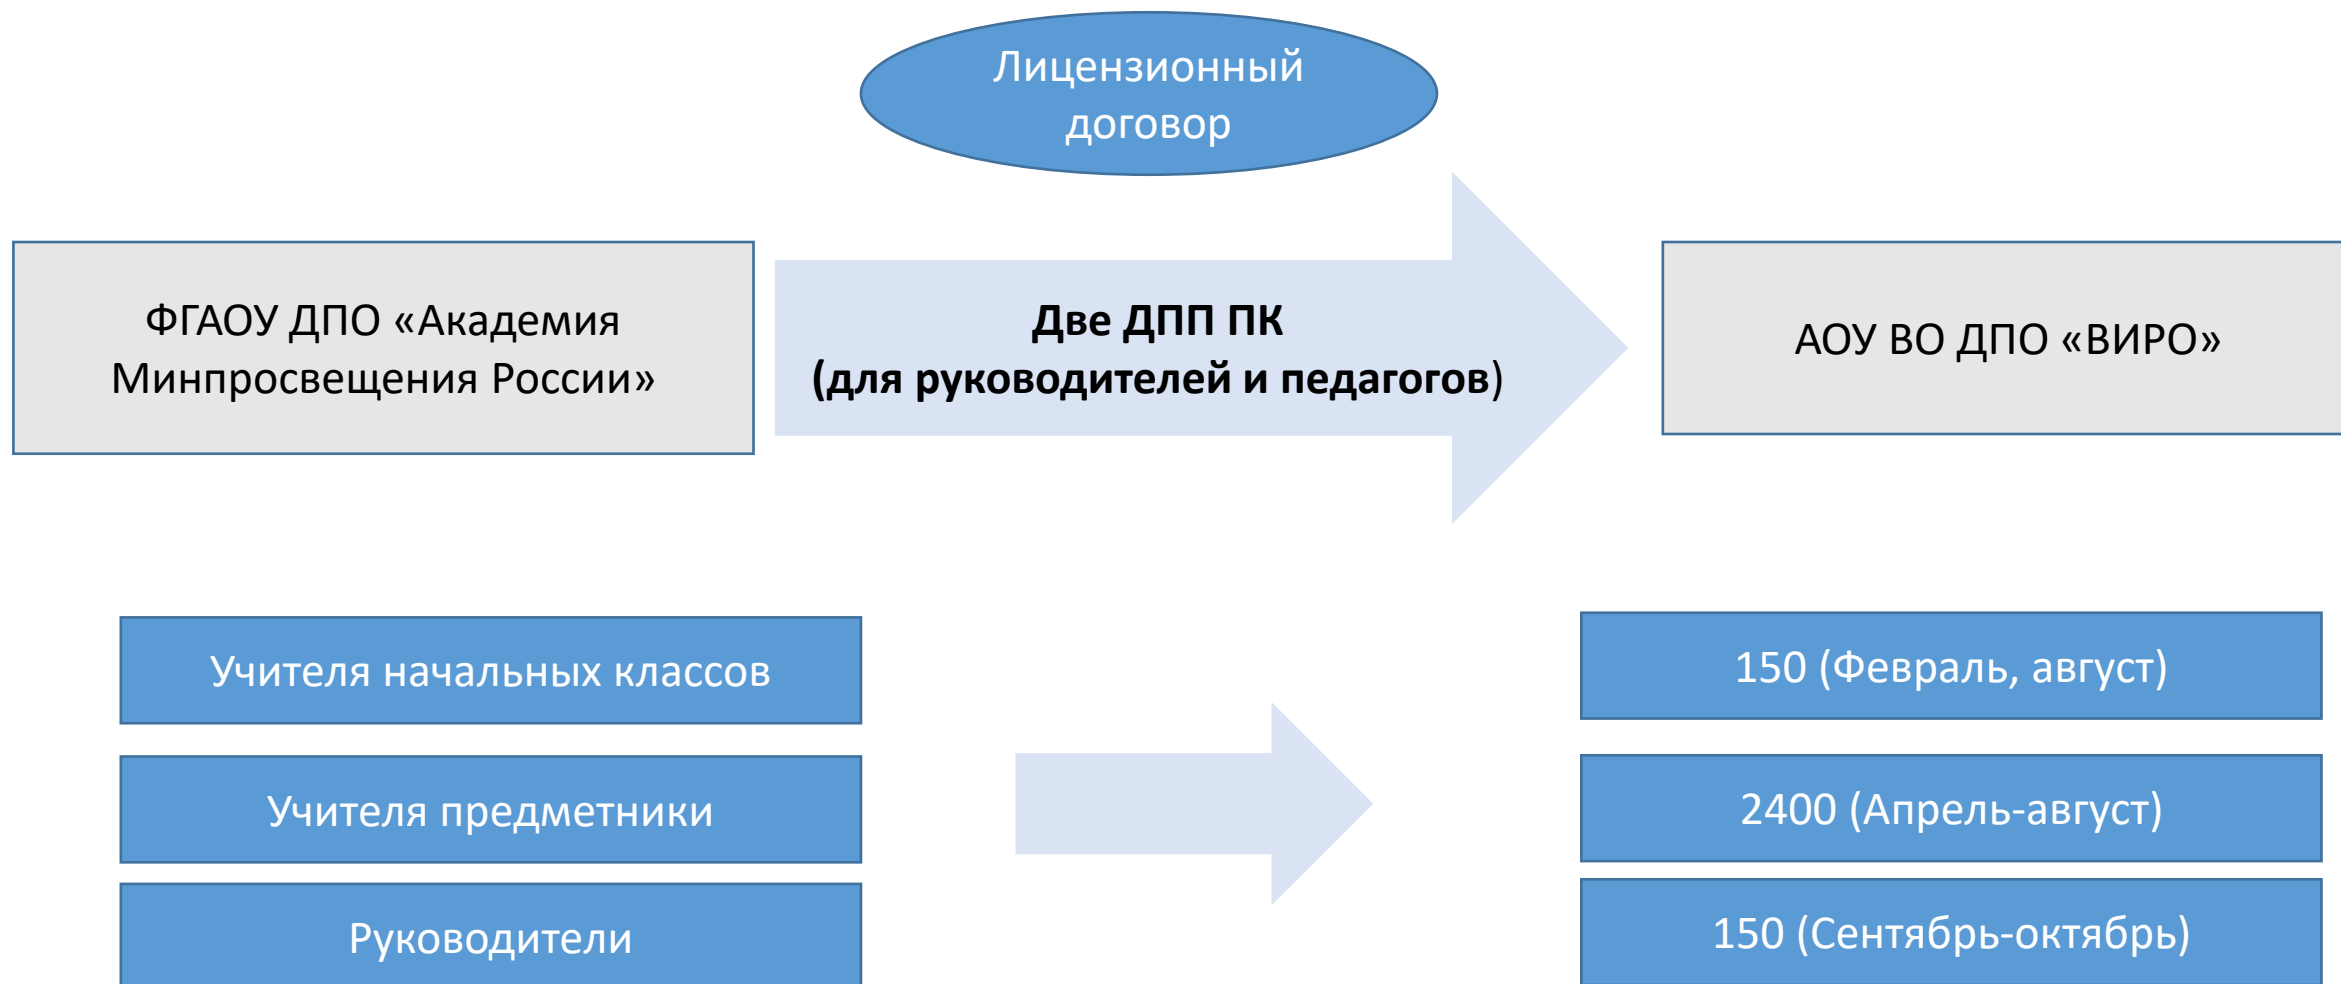 Лицензионный
договор
ФГАОУ ДПО «Академия
Минпросвещения России»
Две ДПП ПК
(для руководителей и педагогов)
АОУ ВО ДПО «ВИРО»
Учителя начальных классов
150 (Февраль, август)
Учителя предметники
2400 (Апрель-август)
Руководители
150 (Сентябрь-октябрь)